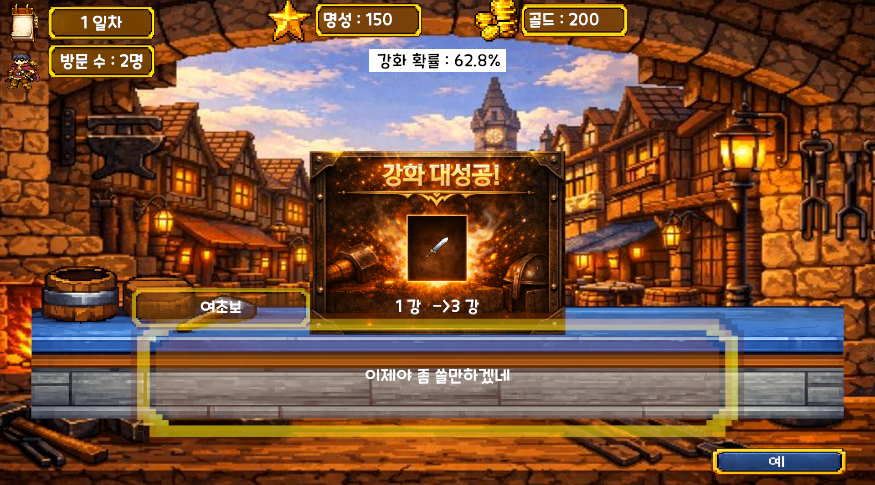 1 일차
명성 : 150
골드 : 200
방문 수 : 2명
강화 확률 : 62.8%
강화 대성공!
1 강 ->3 강
여초보
이제야 좀 쓸만하겠네
예